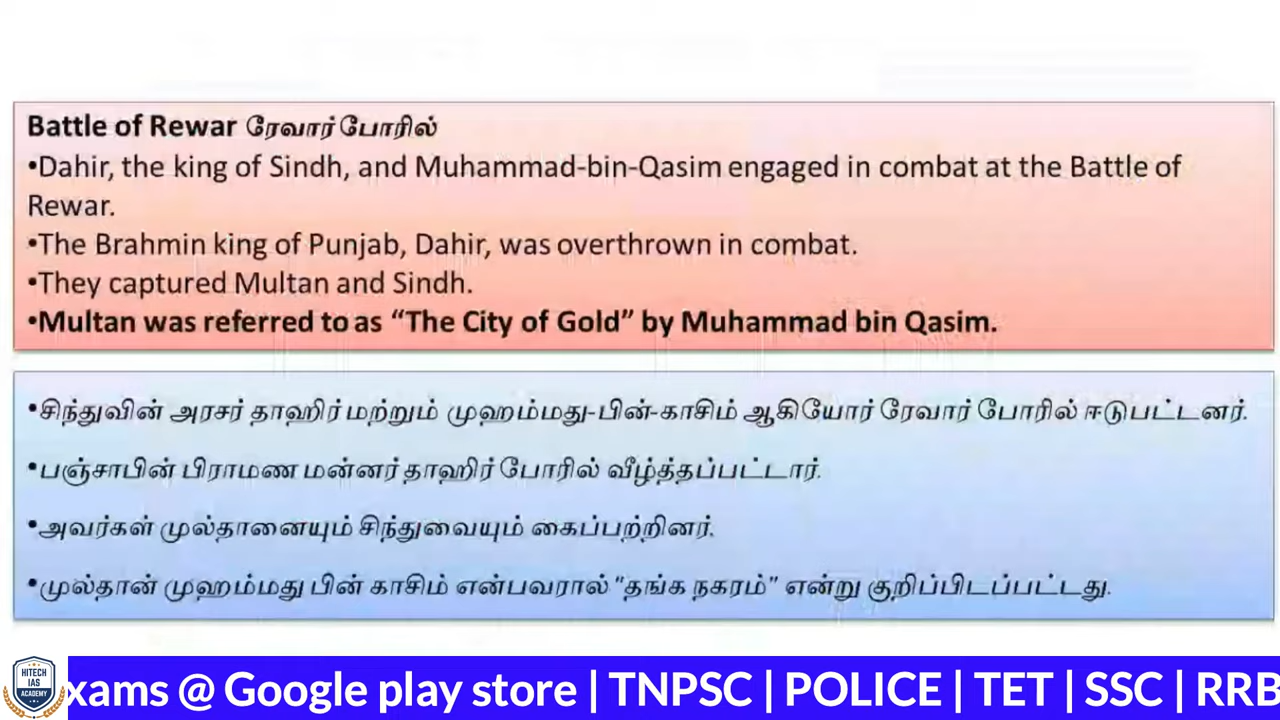 Battle of Rewar ரேவார் போரில்
•Dahir, the king of Sindh, and Muhammad-bin-Qasim engaged in combat at the Battle of
Rewar.
•The Brahmin king of Punjab, Dahir, was overthrown in combat.
•They captured Multan and Sindh.
•Multan was referred to as “The City of Gold” by Muhammad bin Qasim.
•சிந்துவின் அரசர் தாஹிர் மற்றும் முஹம்மது-பின்-காசிம் ஆகியோர் ரேவார் போரில் ஈடுபட்டனர்.
•பஞ்சாபின் பிராமண மன்னர் தாஹிர் போரில் வீழ்த்தப்பட்டார்.
•அவர்கள் முல்தானையும் சிந்துவையும் கைப்பற்றினர்.
•முல்தான் முஹம்மது பின் காசிம் என்பவரால் “தங்க நகரம்” என்று குறிப்பிடப்பட்டது.
HITECH
IAS
ACADEMY
xams @ Google play store | TNPSC | POLICE | TET | SSC | RRB